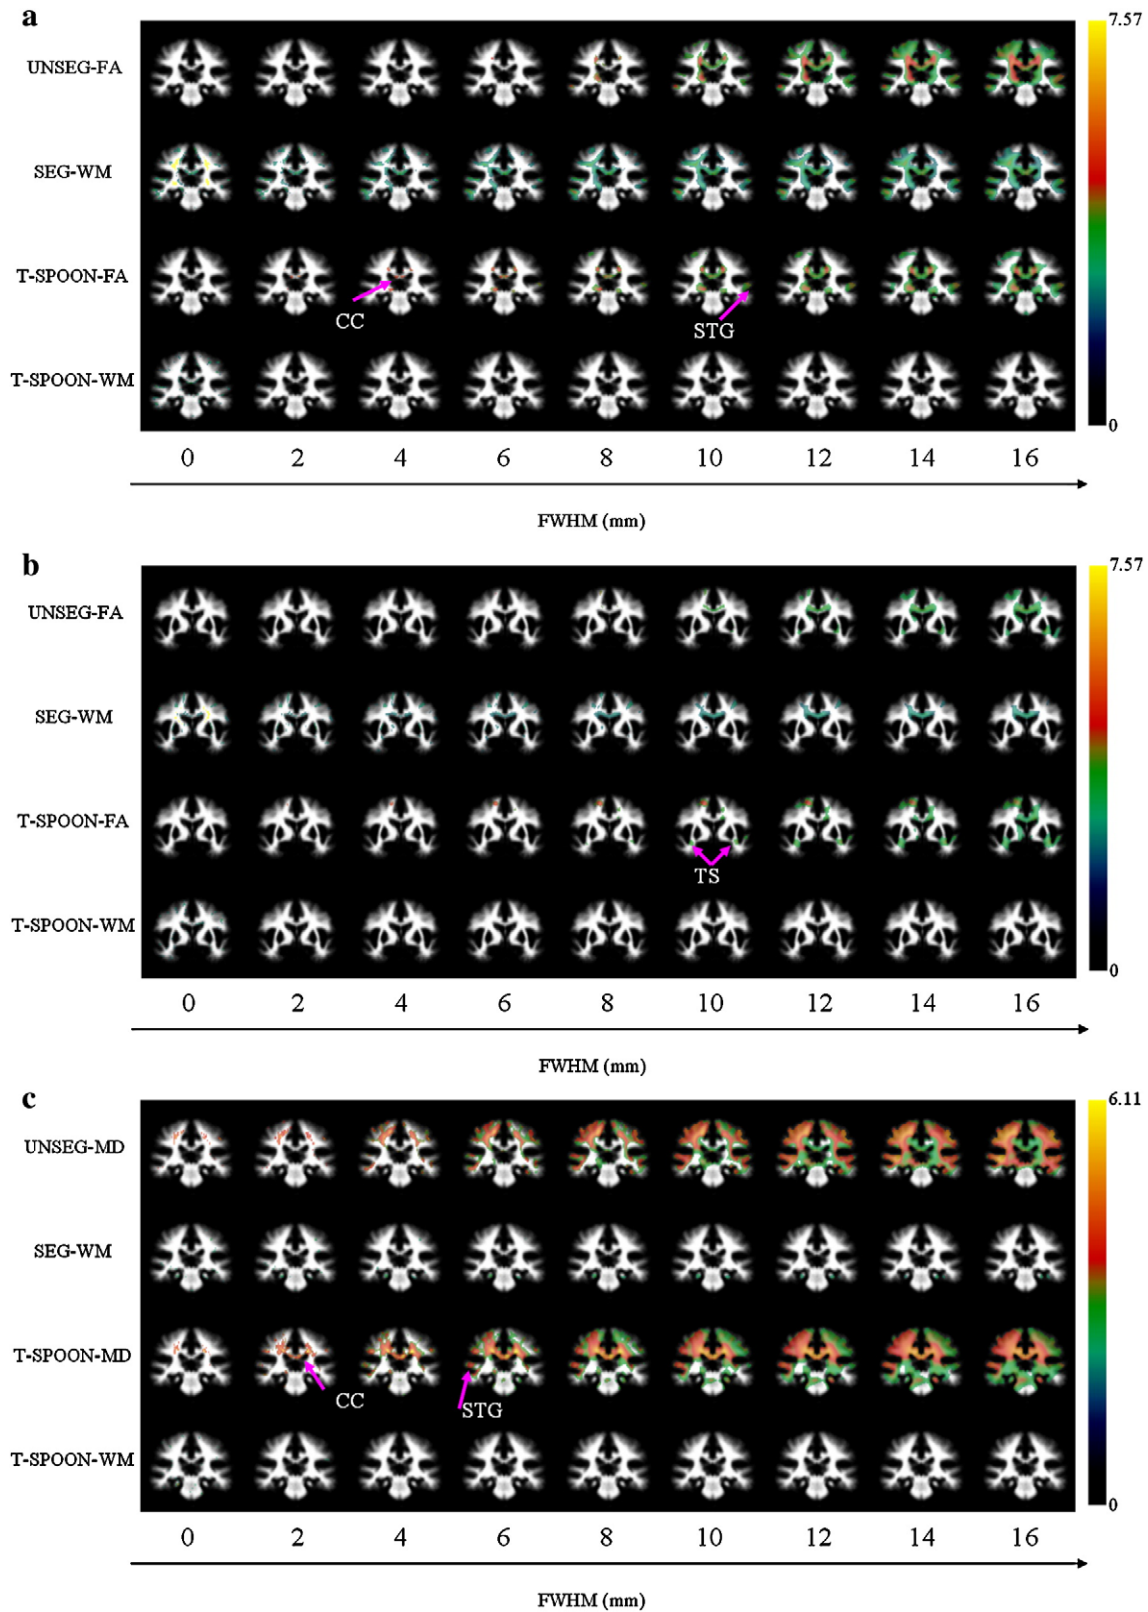 a
7.57
UNSEG-FA
SEG-WM
T-SPOON-FA
CC
STG
T-SPOON-WM
0
0 2 4 6 8 10 12 14 16
FWHM (mm)
b
7.57
UNSEG-FA
SEG-WM
T-SPOON-FA
TS
T-SPOON-WM
0
0 2 4 6 8 10 12 14 16
FWHM (mm)
c
6.11
UNSEG-MD
SEG-WM
T-SPOON-MD
CC
STG
T-SPOON-WM
0
0 2 4 6 8 10 12 14 16
FWHM (mm)